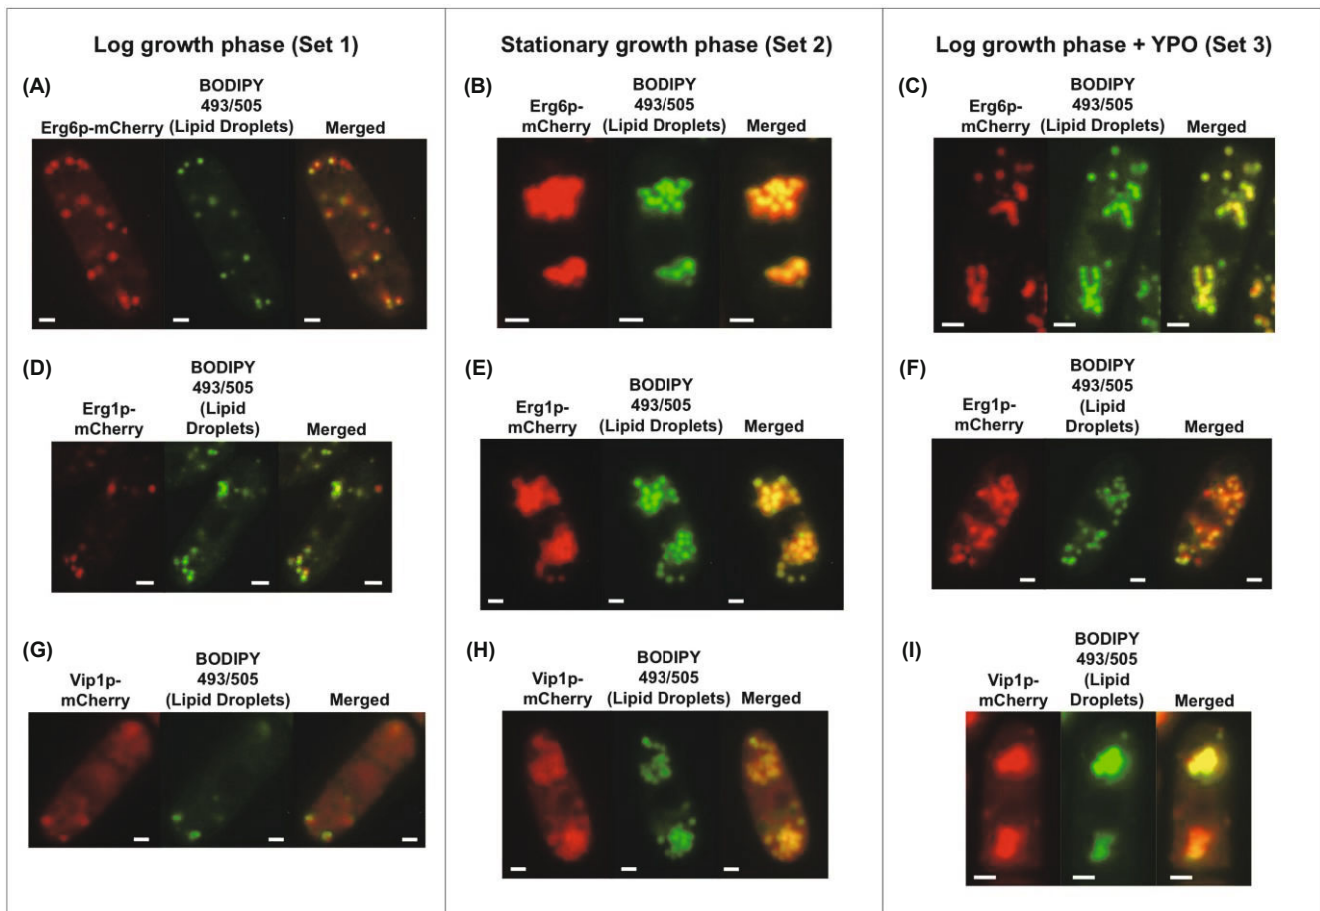 Log growth phase (Set 1)
Stationary growth phase (Set 2)
Log growth phase + YPO (Set 3)
(A)
BODIPY
493/505
Erg6p-mCherry (Lipid Droplets) Merged
(B)
BODIPY
Erg6p- 493/505
mCherry (Lipid Droplets) Merged
(C)
BODIPY
Erg6p- 493/505
mCherry (Lipid Droplets) Merged
(D)
BODIPY
493/505
Erg1p- (Lipid
mCherry Droplets) Merged
(E)
BODIPY
Erg1p- 493/505
mCherry (Lipid Droplets) Merged
(F)
BODIPY
493/505
Erg1p- (Lipid
mCherry Droplets) Merged
(G)
BODIPY
Vip1p- 493/505
mCherry (Lipid Droplets) Merged
(H)
BODIPY
Vip1p- 493/505
mCherry (Lipid Droplets) Merged
(I)
BODIPY
493/505
Vip1p- (Lipid
mCherry Droplets) Merged